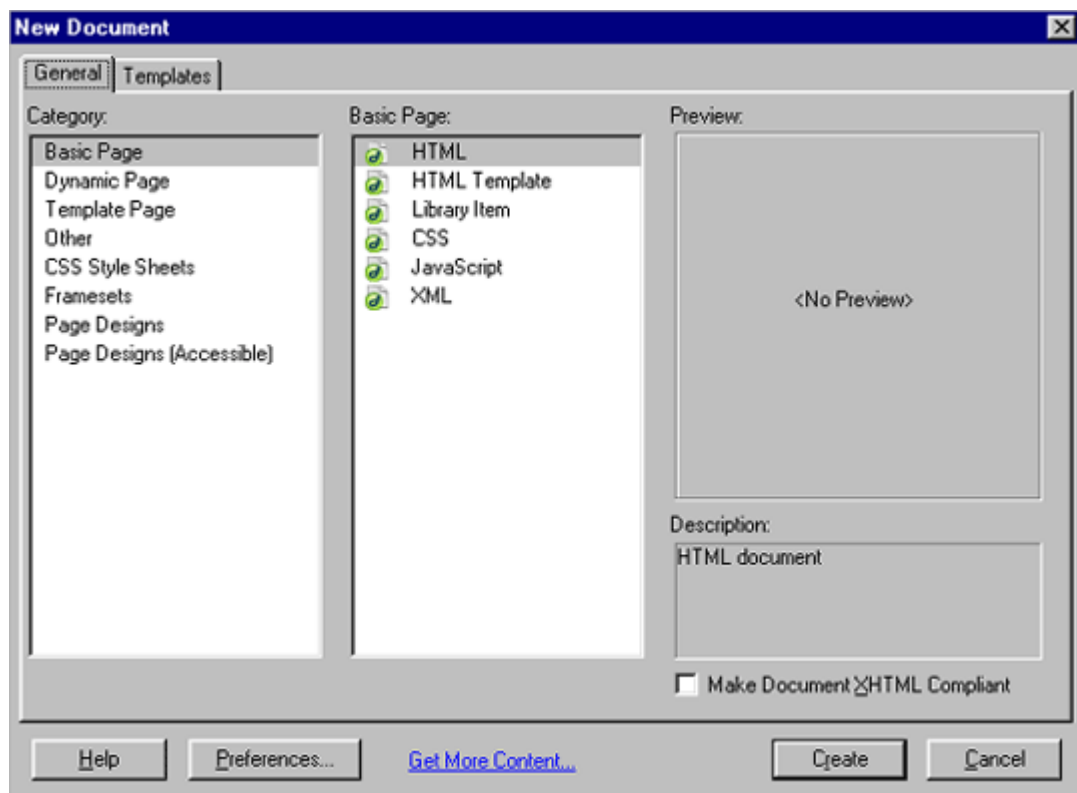 New Document
General
Templates
Category:
Basic Page
Dynamic Page
Template Page
Other
CSS Style Sheets
Framesets
Page Designs
Page Designs (Accessible)
Basic Page:
HTML
HTML Template
Library Item
CSS
JavaScript
XML
Preview:
<No Preview>
Description:
HTML document
Make Document XHTML Compliant
Help
Preferences...
Get More Content...
Create
Cancel